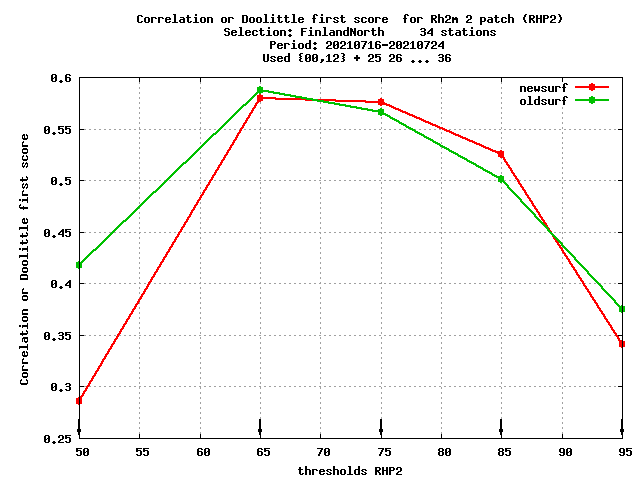 Correlation or Doolittle first score  for Rh2m 2 patch (RHP2)
Selection: FinlandNorth     34 stations
Period: 20210716-20210724
Used {00,12} + 25 26 ... 36
newsurf
oldsurf
Correlation or Doolittle first score
0.6
0.55
0.5
0.45
0.4
0.35
0.3
0.25
50 55 60 65 70 75 80 85 90 95
thresholds RHP2